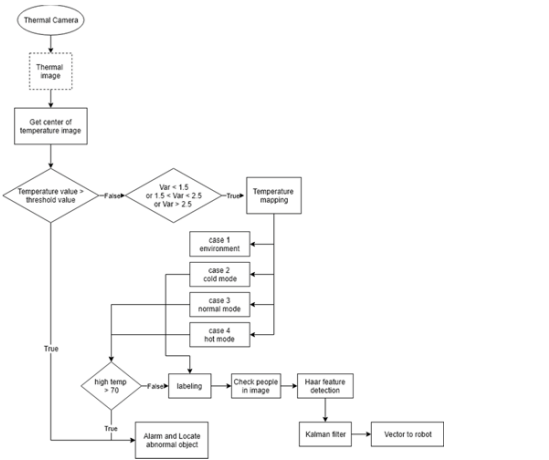 Thermal Camera
Thermal
image
Get center of
temperature image
Temperature value >
threshold value
False
Var < 1.5
or 1.5 < Var < 2.5
or Var > 2.5
True
Temperature
mapping
case 1
environment
case 2
cold mode
case 3
normal mode
case 4
hot mode
True
high temp
> 70
False
labeling
Check people
in image
Haar feature
detection
True
Alarm and Locate
abnormal object
Kalman filter
Vector to robot